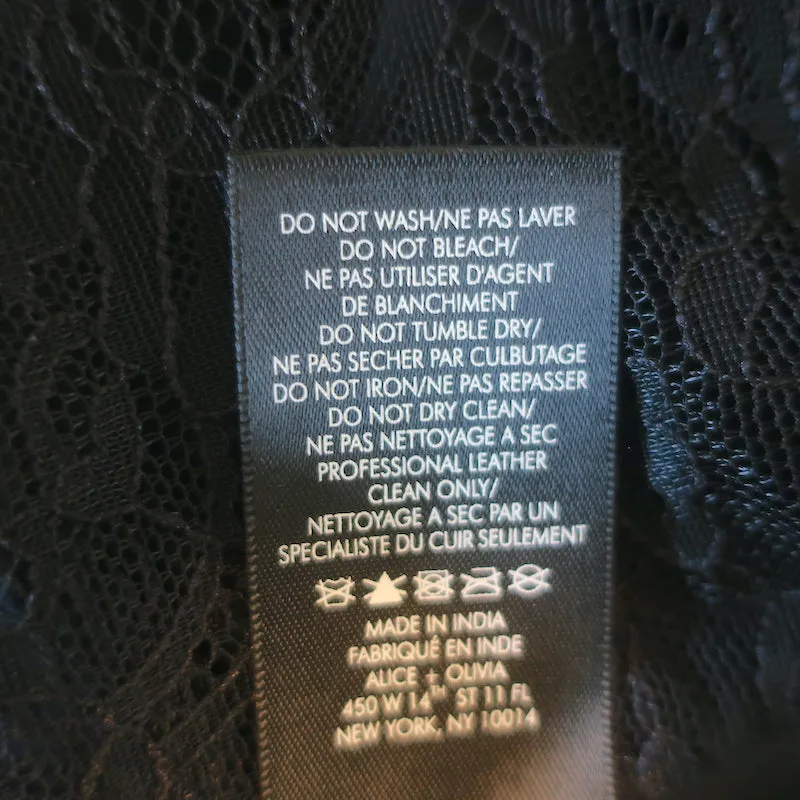 DO NOT WASH/NE PAS LAVER
DO NOT BLEACH/
NE PAS UTILISER D'AGENT
DE BLANCHIMENT
DO NOT TUMBLE DRY/
NE PAS SECHER PAR CULBUTAGE
DO NOT IRON/NE PAS REPASSER
DO NOT DRY CLEAN/
NE PAS NETTOYAGE A SEC
PROFESSIONAL LEATHER
CLEAN ONLY/
NETTOYAGE A SEC PAR UN
SPECIALISTE DU CUIR SEULEMENT
MADE IN INDIA
FABRIQUÉ EN INDE
ALICE + OLIVIA
450 W 14TH ST 11 FL
NEW YORK, NY 10014